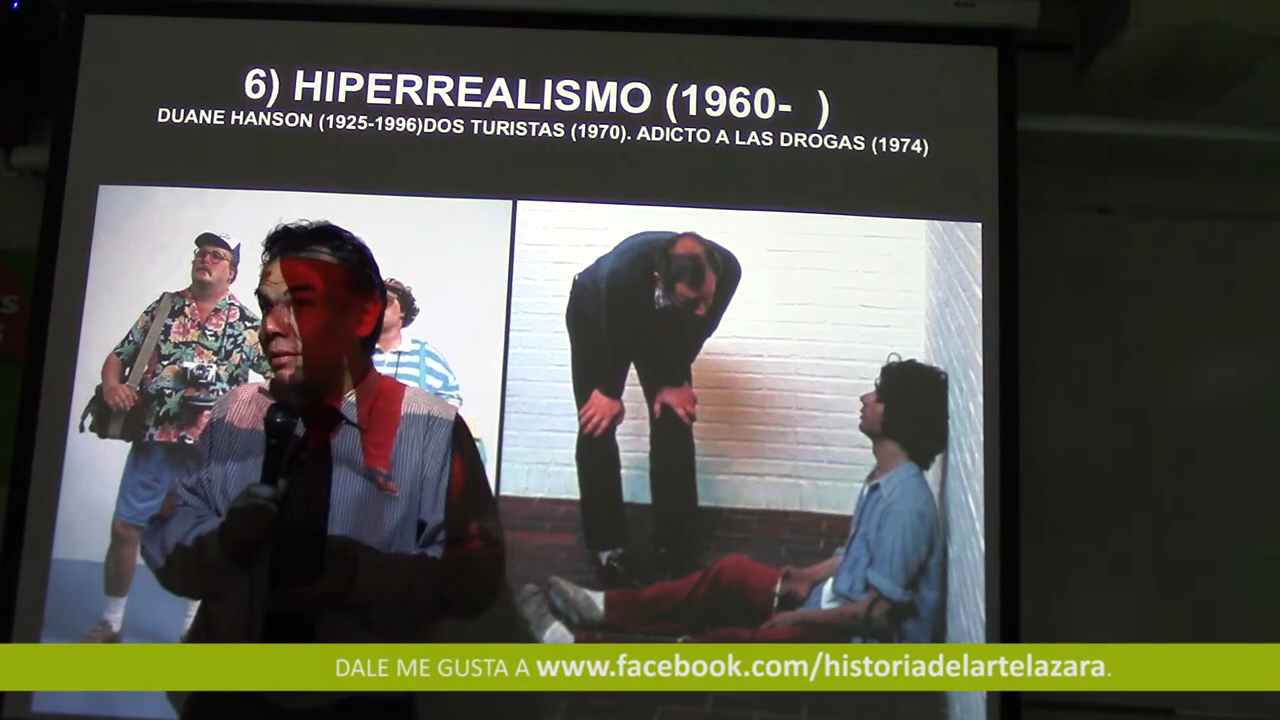 6) HIPERREALISMO (1960-  )
DUANE HANSON (1925-1996)DOS TURISTAS (1970). ADICTO A LAS DROGAS (1974)
DALE ME GUSTA A www.facebook.com/historiadelartelazara.